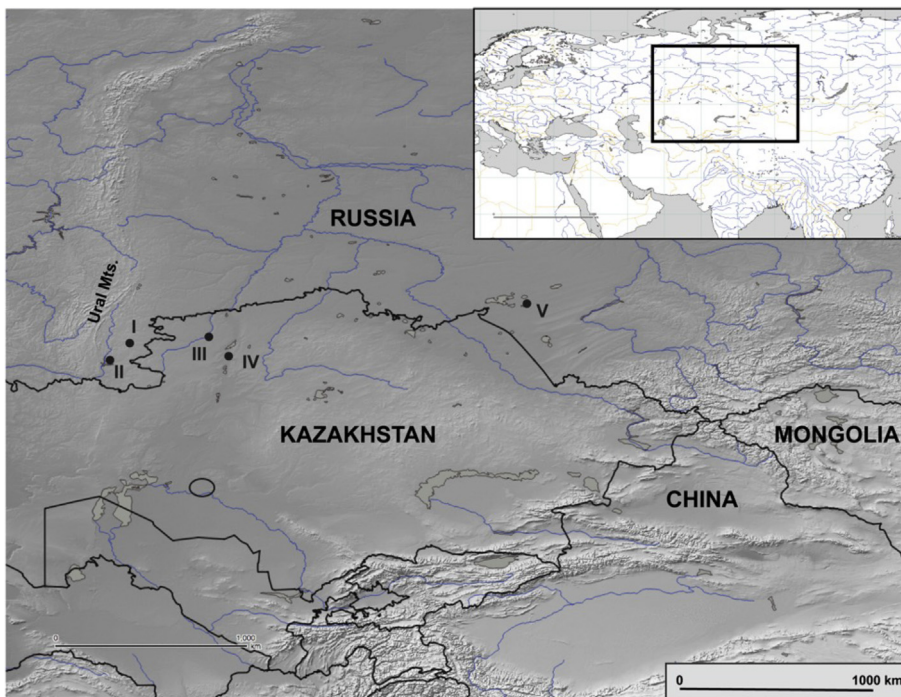 RUSSIA
Ural Mts.
I
II
III
IV
V
KAZAKHSTAN
MONGOLIA
CHINA
0 1 000
km
0 1000 km